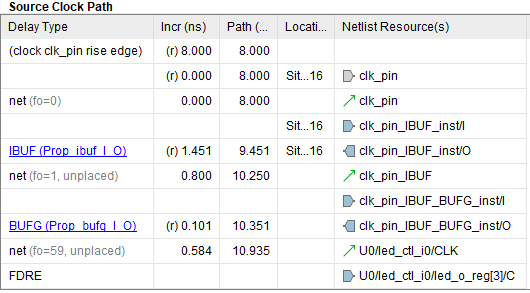 Source Clock Path
Delay Type Incr (ns) Path (... Locati... Netlist Resource(s)
(clock clk_pin rise edge) (r) 8.000 8.000
(r) 0.000 8.000 Sit...16 clk_pin
net (fo=0) 0.000 8.000 clk_pin
Sit...16 clk_pin_IBUF_inst/I
IBUF (Prop_ibuf_I_O) (r) 1.451 9.451 Sit...16 clk_pin_IBUF_inst/O
net (fo=1, unplaced) 0.800 10.250 clk_pin_IBUF
clk_pin_IBUF_BUFG_inst/I
BUFG (Prop_bufg_I_O) (r) 0.101 10.351 clk_pin_IBUF_BUFG_inst/O
net (fo=59, unplaced) 0.584 10.935 U0/led_ctl_i0/CLK
FDRE U0/led_ctl_i0/led_o_reg[3]/C